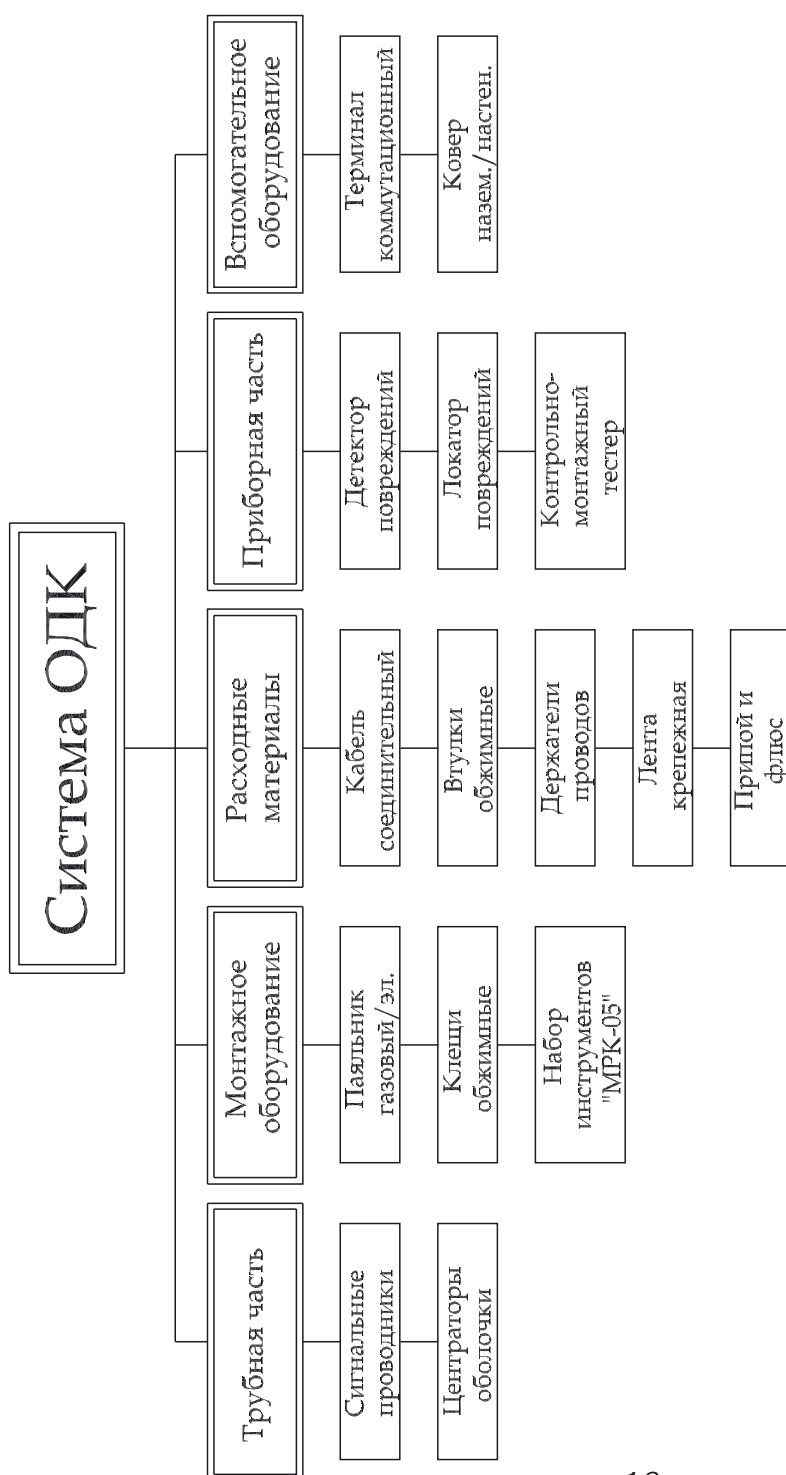 Система ОДК
Трубная часть
Сигнальные
проводники
Центраторы
оболочки
Монтажное
оборудование
Паяльник
газовый/эл.
Клещи
обжимные
Набор
инструментов
"МРК-05"
Расходные
материалы
Кабель
соединительный
Втулки
обжимные
Держатели
проводов
Лента
крепежная
Припой и
флюс
Приборная часть
Детектор
повреждений
Локатор
повреждений
Контрольно-
монтажный
тестер
Вспомогательное
оборудование
Терминал
коммутационный
Ковер
назем./настен.